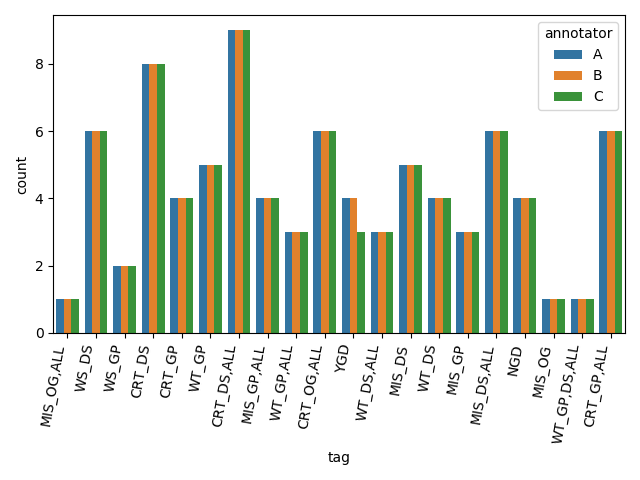 annotator
A
B
C
count
8
6
4
2
0
MIS_OG,ALL
WS_DS
WS_GP
CRT_DS
CRT_GP
WT_GP
CRT_DS,ALL
MIS_GP,ALL
WT_GP,ALL
CRT_OG,ALL
YGD
WT_DS,ALL
MIS_DS
WT_DS
MIS_GP
MIS_DS,ALL
NGD
MIS_OG
WT_GP,DS,ALL
CRT_GP,ALL
tag